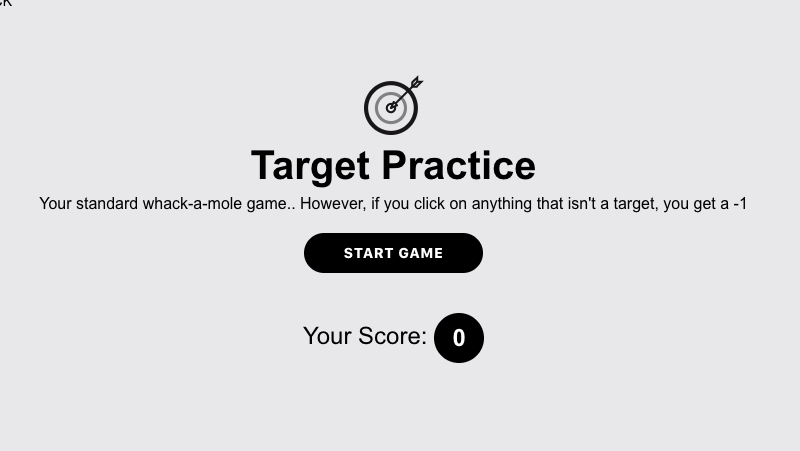 Target Practice
Your standard whack-a-mole game.. However, if you click on anything that isn't a target, you get a -1
START GAME
Your Score: 0